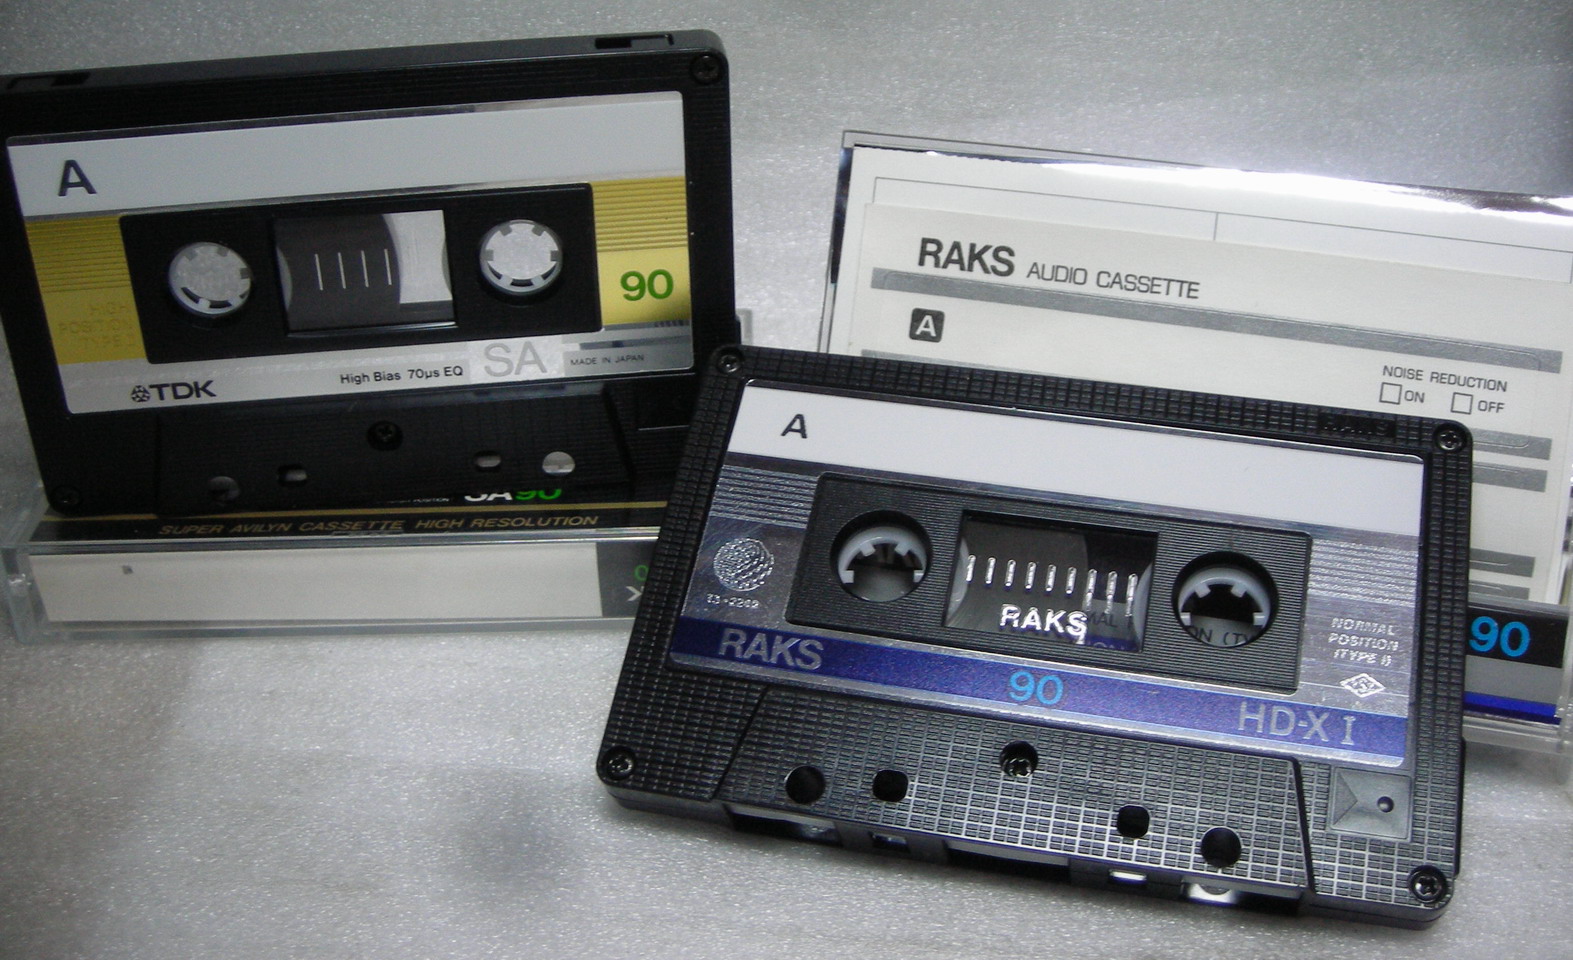 A
90
HIGH
POSITION
TYPE II
TDK
High Bias 70μs EQ
SA
MADE IN JAPAN
SA90
SUPER AVILYN CASSETTE HIGH RESOLUTION
RAKS AUDIO CASSETTE
A
NOISE REDUCTION
ON OFF
RAKS
A
RAKS
NORMAL
POSITION
(TYPE I)
RAKS
90
HD-X I
90